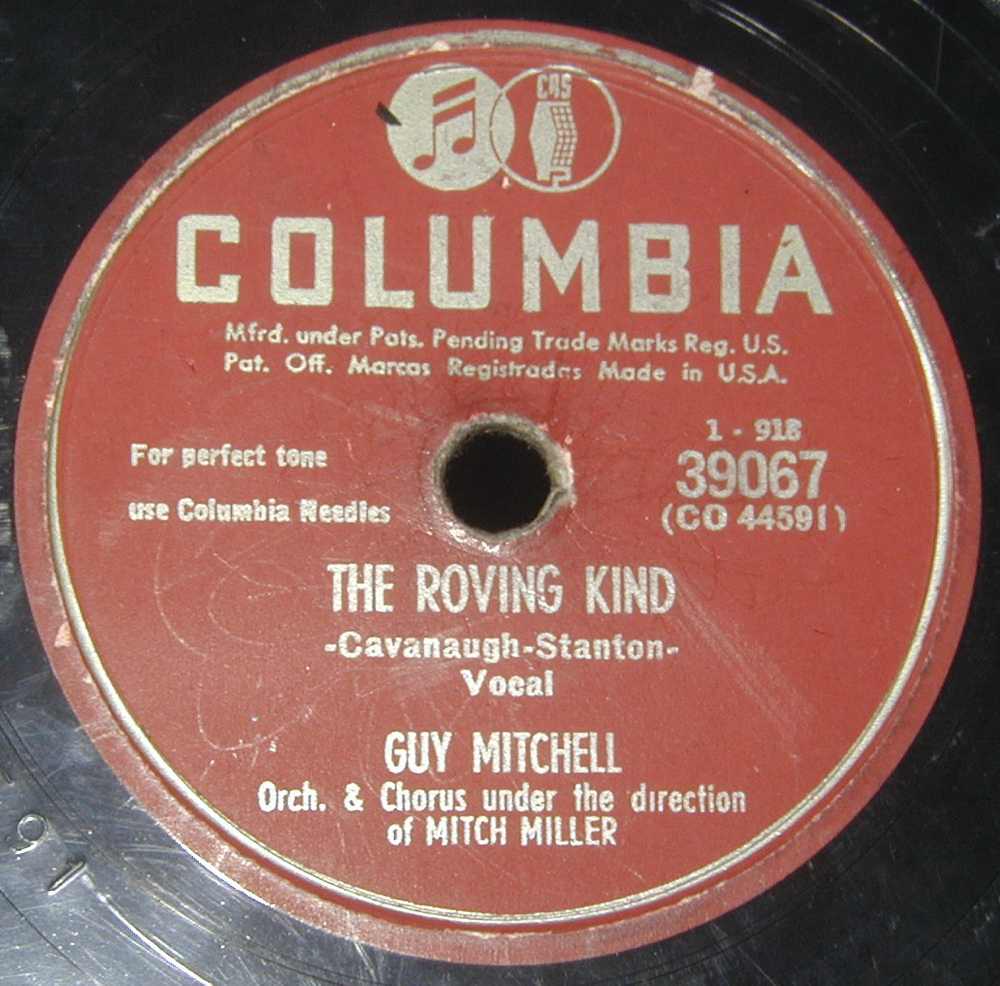 CBS
COLUMBIA
Mfrd. under Pats. Pending Trade Marks Reg. U.S.
Pat. Off. Marcas Registradas Made in U.S.A.
For perfect tone
use Columbia Needles
1 - 918
39067
(CO 44591)
THE ROVING KIND
-Cavanaugh-Stanton-
Vocal
GUY MITCHELL
Orch. & Chorus under the direction
of MITCH MILLER